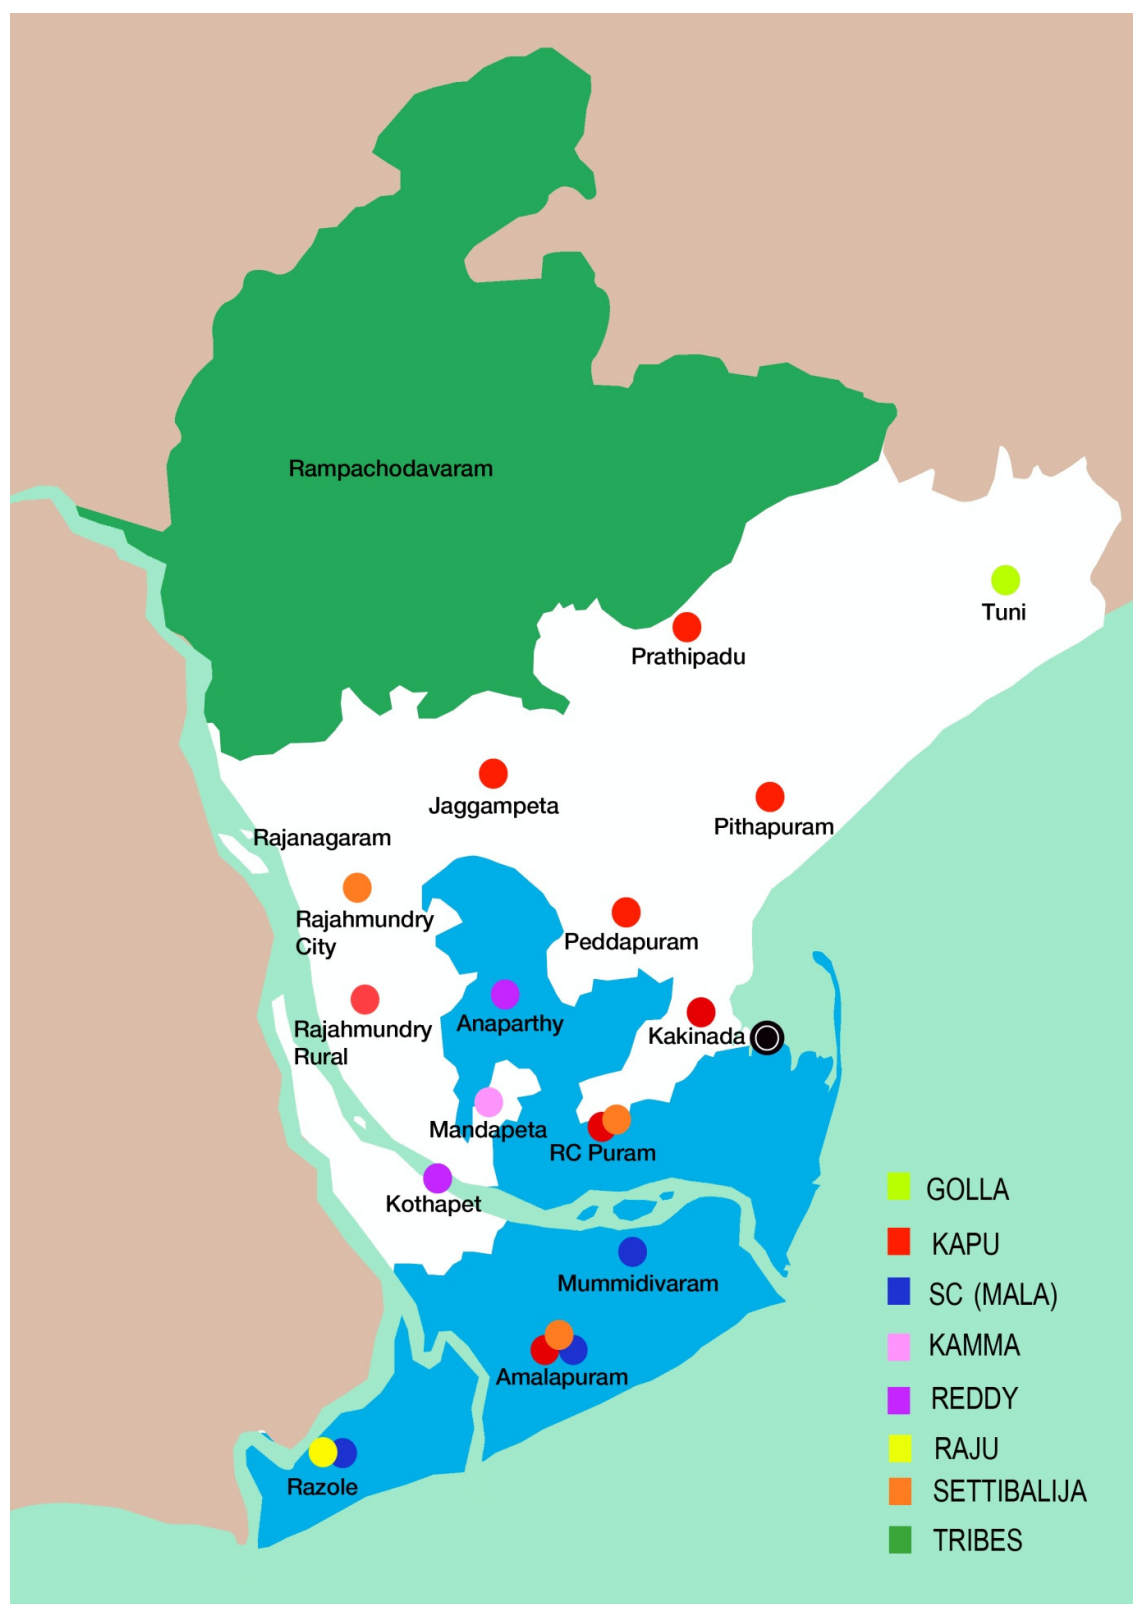 Rampachodavaram
Tuni
Prathipadu
Jaggampeta
Pithapuram
Rajanagaram
Rajahmundry
City
Peddapuram
Rajahmundry
Rural
Anaparthy
Kakinada
Mandapeta
RC Puram
Kothapet
Mummidivaram
Amalapuram
Razole
GOLLA
KAPU
SC (MALA)
KAMMA
REDDY
RAJU
SETTIBALIJA
TRIBES